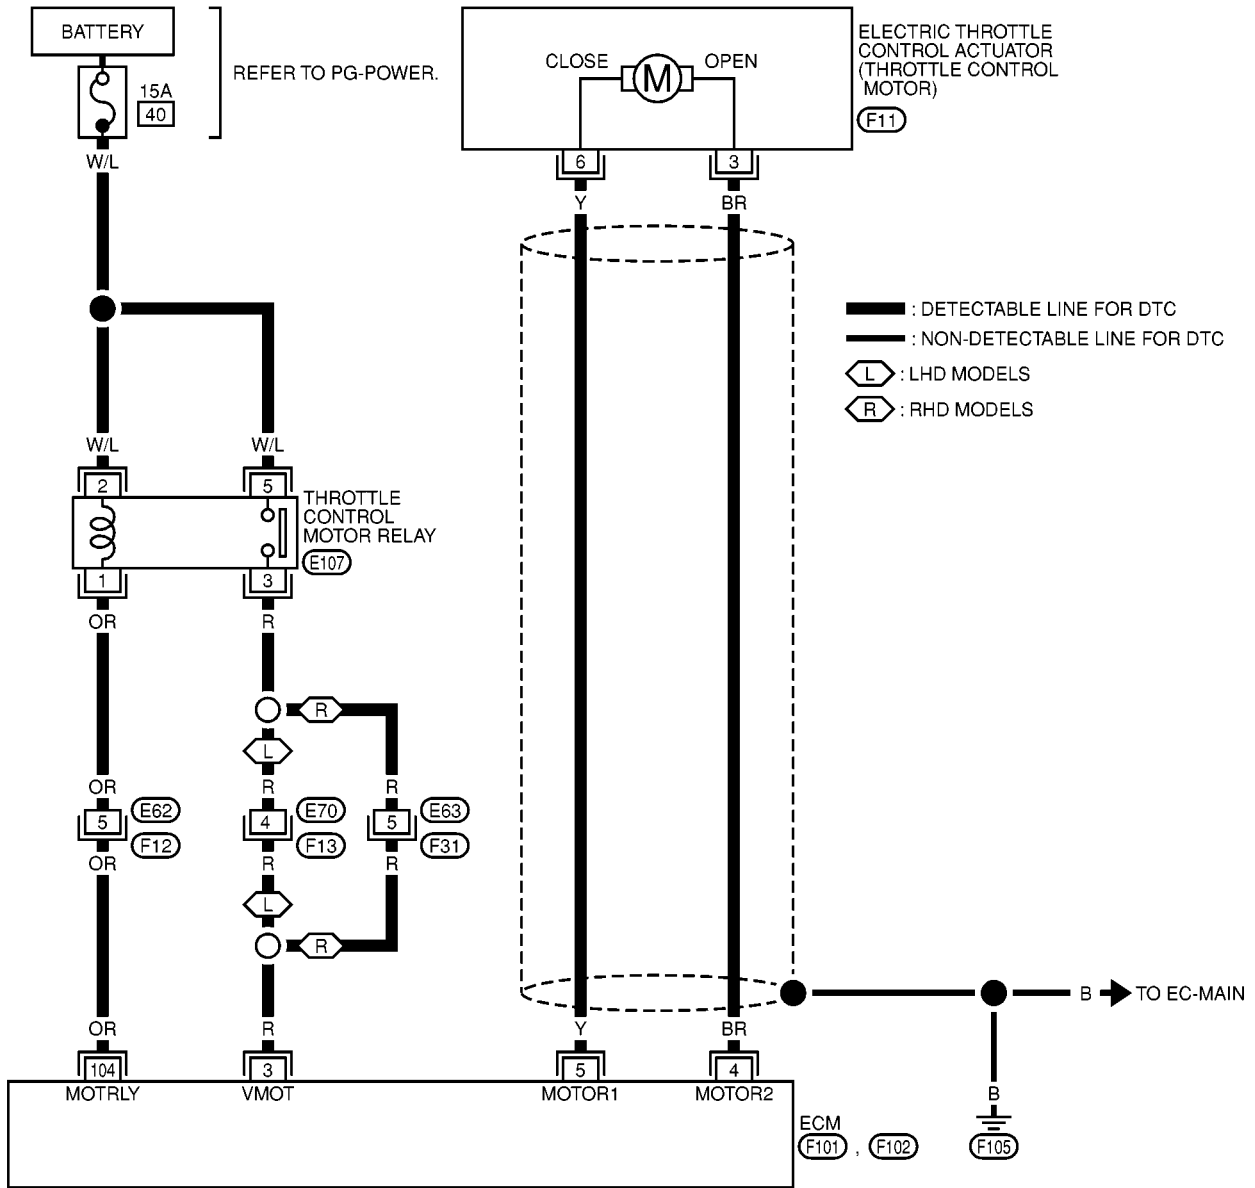 BATTERY
15A
40
REFER TO PG-POWER.
W/L
CLOSE
M
OPEN
ELECTRIC THROTTLE
CONTROL ACTUATOR
(THROTTLE CONTROL
MOTOR)
F11
6
3
Y
BR
: DETECTABLE LINE FOR DTC
: NON-DETECTABLE LINE FOR DTC
L : LHD MODELS
R : RHD MODELS
W/L
W/L
2
5
THROTTLE
CONTROL
MOTOR RELAY
E107
1
3
OR
R
R
L
OR
R
R
5
E62
F12
4
E70
F13
5
E63
F31
OR
R
R
L
R
B
TO EC-MAIN
OR
R
Y
BR
104
3
5
4
MOTRLY
VMOT
MOTOR1
MOTOR2
B
ECM
F101 , F102
F105